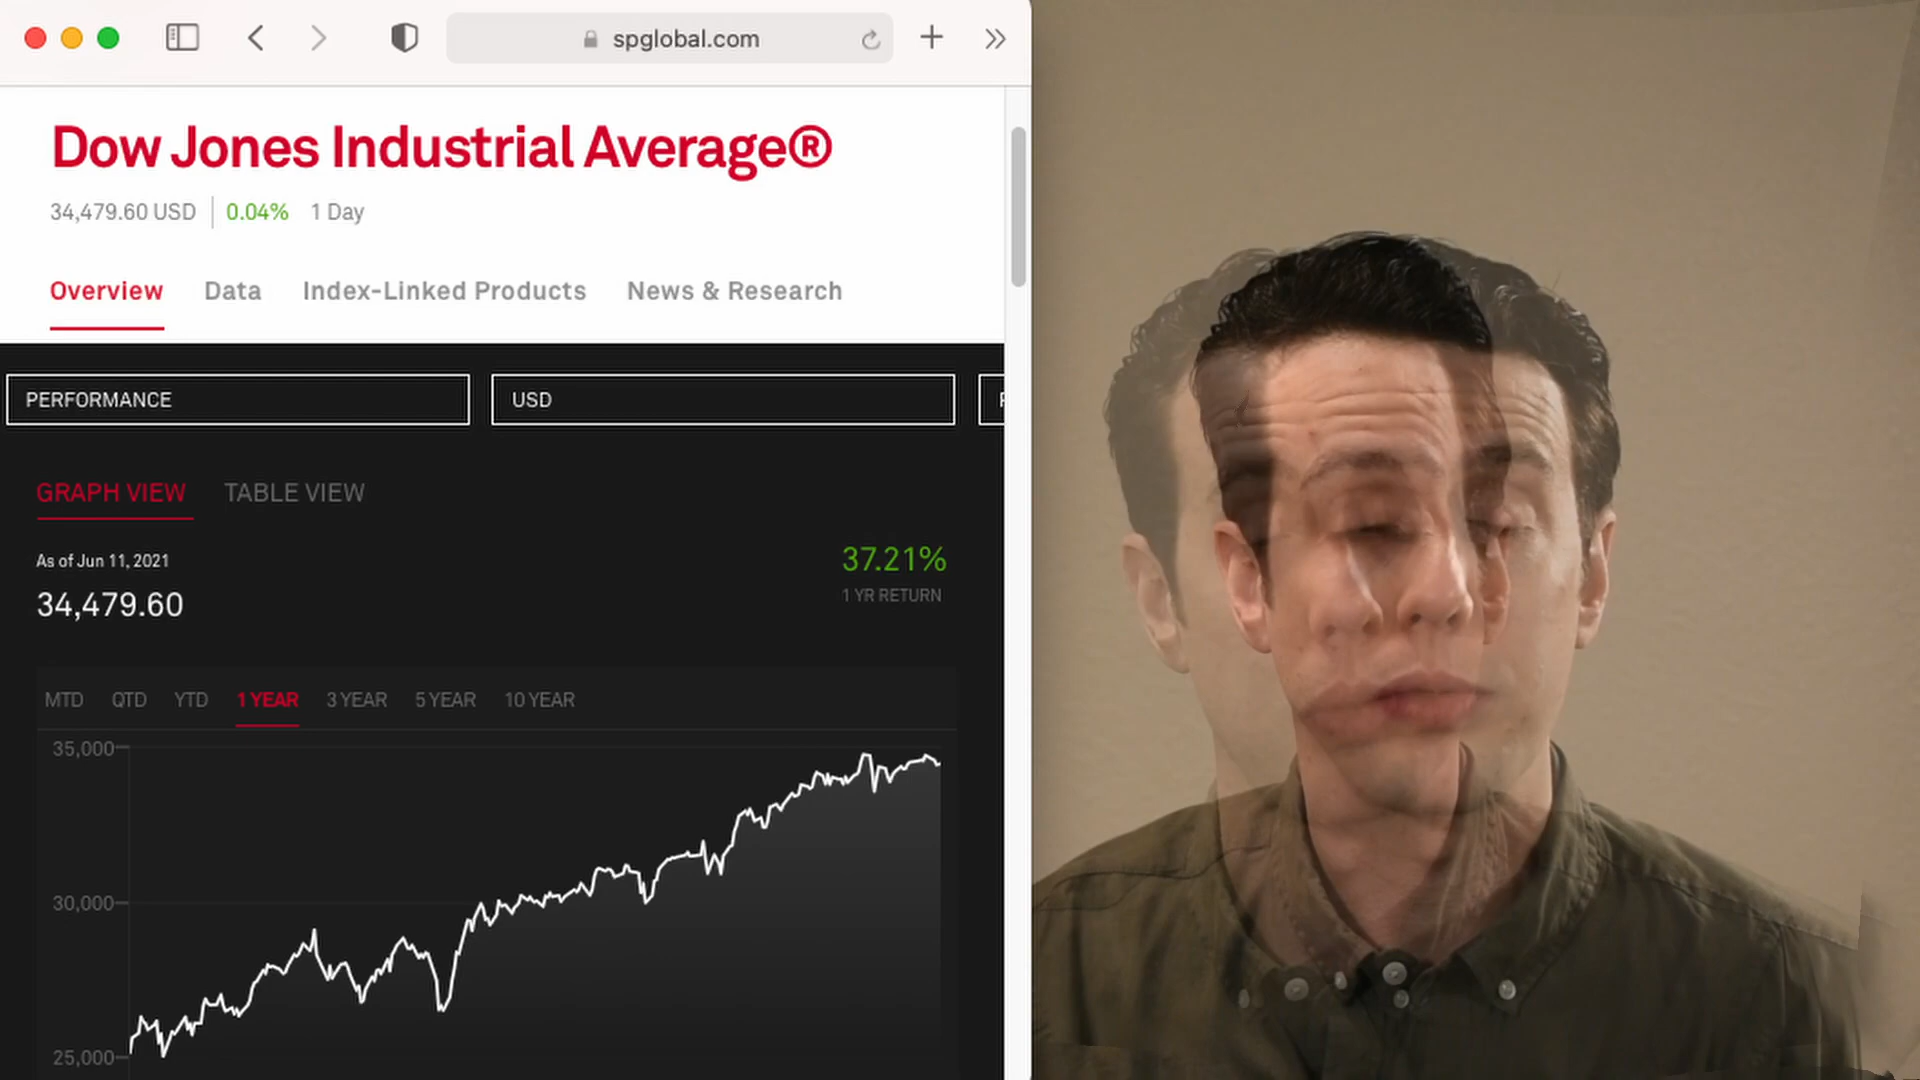 spglobal.com
Dow Jones Industrial Average®
34,479.60 USD 0.04% 1 Day
Overview Data Index-Linked Products News & Research
PERFORMANCE USD
GRAPH VIEW TABLE VIEW
As of Jun 11, 2021
34,479.60
37.21%
1 YR RETURN
MTD QTD YTD 1 YEAR 3 YEAR 5 YEAR 10 YEAR
35,000
30,000
25,000